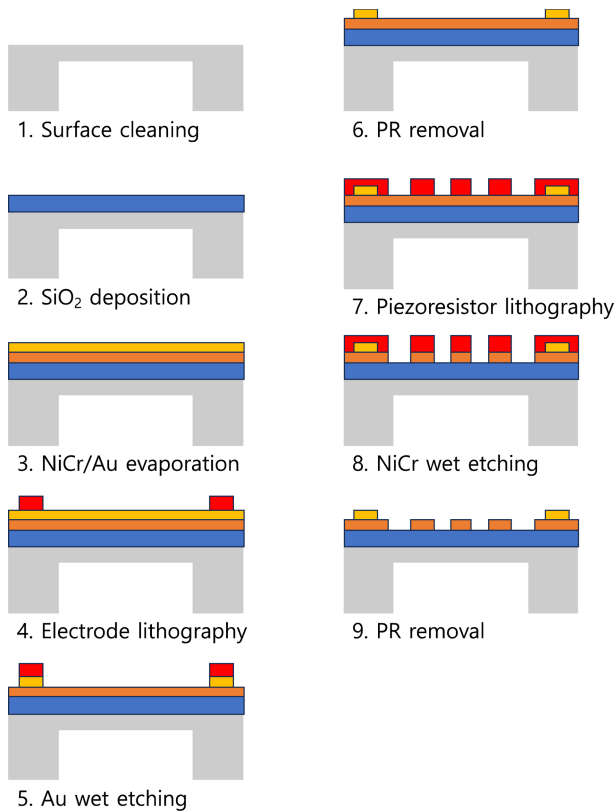 1. Surface cleaning
2. SiO₂ deposition
3. NiCr/Au evaporation
4. Electrode lithography
5. Au wet etching
6. PR removal
7. Piezoresistor lithography
8. NiCr wet etching
9. PR removal